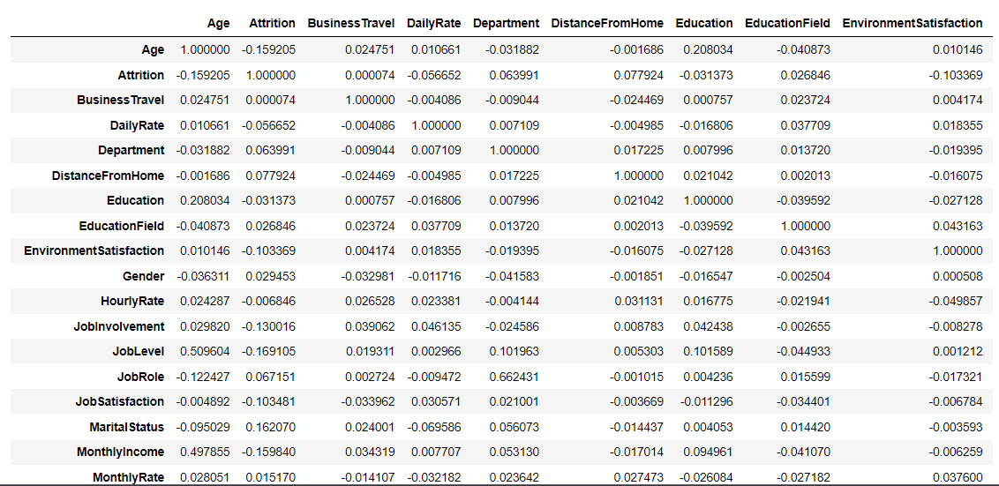 Age Attrition BusinessTravel DailyRate Department DistanceFromHome Education EducationField EnvironmentSatisfaction
Age 1.000000 -0.159205 0.024751 0.010661 -0.031882 -0.001686 0.208034 -0.040873 0.010146
Attrition -0.159205 1.000000 0.000074 -0.056652 0.063991 0.077924 -0.031373 0.026846 -0.103369
BusinessTravel 0.024751 0.000074 1.000000 -0.004086 -0.009044 -0.024469 0.000757 0.023724 0.004174
DailyRate 0.010661 -0.056652 -0.004086 1.000000 0.007109 -0.004985 -0.016806 0.037709 0.018355
Department -0.031882 0.063991 -0.009044 0.007109 1.000000 0.017225 0.007996 0.013720 -0.019395
DistanceFromHome -0.001686 0.077924 -0.024469 -0.004985 0.017225 1.000000 0.021042 0.002013 -0.016075
Education 0.208034 -0.031373 0.000757 -0.016806 0.007996 0.021042 1.000000 -0.039592 -0.027128
EducationField -0.040873 0.026846 0.023724 0.037709 0.013720 0.002013 -0.039592 1.000000 0.043163
EnvironmentSatisfaction 0.010146 -0.103369 0.004174 0.018355 -0.019395 -0.016075 -0.027128 0.043163 1.000000
Gender -0.036311 0.029453 -0.032981 -0.011716 -0.041583 -0.001851 -0.016547 -0.002504 0.000508
HourlyRate 0.024287 -0.006846 0.026528 0.023381 -0.004144 0.031131 0.016775 -0.021941 -0.049857
JobInvolvement 0.029820 -0.130016 0.039062 0.046135 -0.024586 0.008783 0.042438 -0.002655 -0.008278
JobLevel 0.509604 -0.169105 0.019311 0.002966 0.101963 0.005303 0.101589 -0.044933 0.001212
JobRole -0.122427 0.067151 0.002724 -0.009472 0.662431 -0.001015 0.004236 0.015599 -0.017321
JobSatisfaction -0.004892 -0.103481 -0.033962 0.030571 0.021001 -0.003669 -0.011296 -0.034401 -0.006784
MaritalStatus -0.095029 0.162070 0.024001 -0.069586 0.056073 -0.014437 0.004053 0.014420 -0.003593
MonthlyIncome 0.497855 -0.159840 0.034319 0.007707 0.053130 -0.017014 0.094961 -0.041070 -0.006259
MonthlyRate 0.028051 0.015170 -0.014107 -0.032182 0.023642 0.027473 -0.026084 -0.027182 0.037600